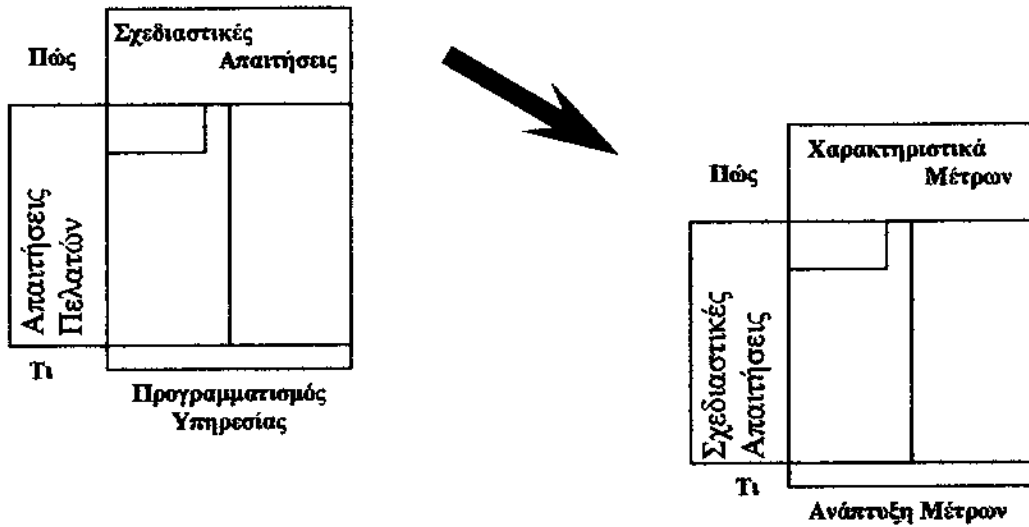 Σχεδιαστικές
Απαιτήσεις
Πώς
Απαιτήσεις
Πελατών
Τι
Προγραμματισμός
Υπηρεσίας
Χαρακτηριστικά
Μέτρων
Πώς
Σχεδιαστικές
Απαιτήσεις
Τι
Ανάπτυξη Μέτρων